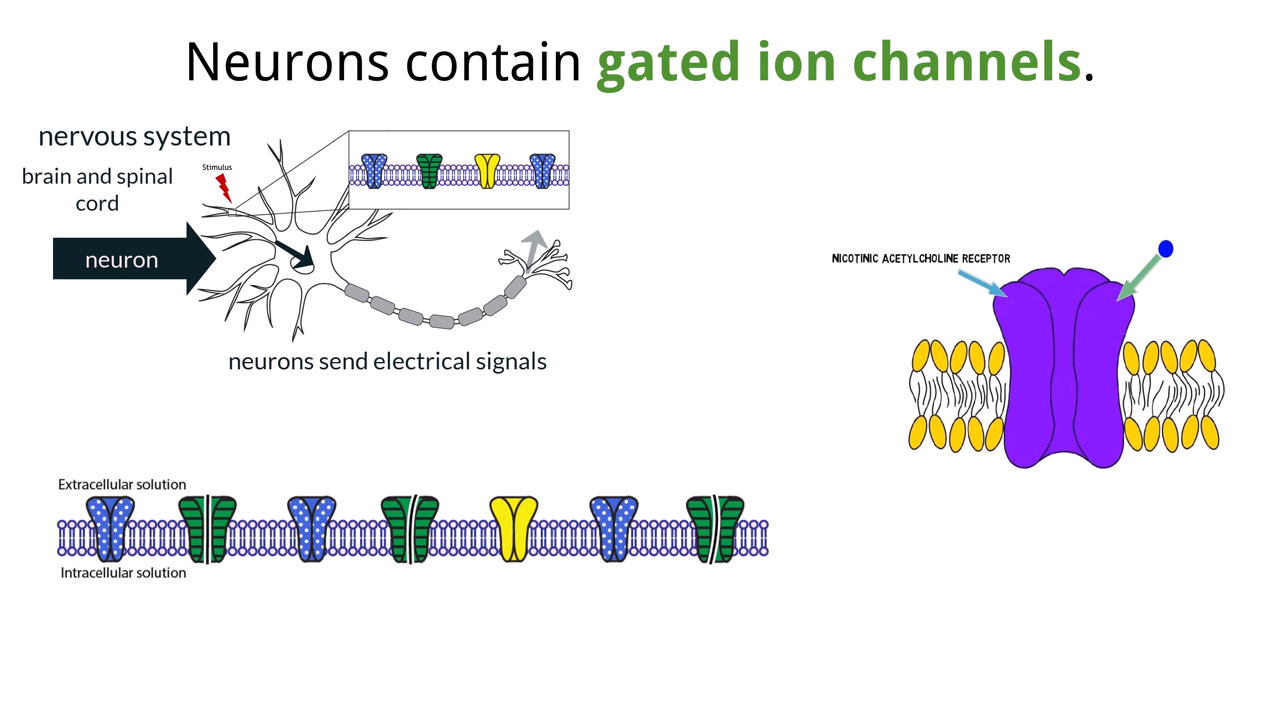 Neurons contain gated ion channels.
nervous system
brain and spinal
cord
Stimulus
neuron
neurons send electrical signals
NICOTINIC ACETYLCHOLINE RECEPTOR
Extracellular solution
Intracellular solution